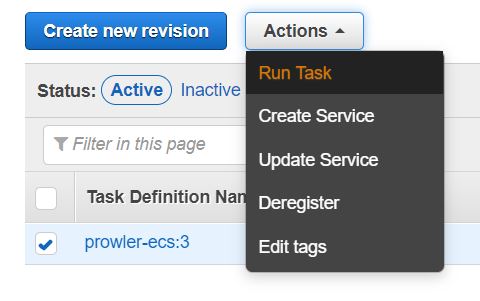 Create new revision
Actions
Run Task
Status: Active Inactive
Create Service
Filter in this page
Update Service
Task Definition Nam
Deregister
prowler-ecs:3
Edit tags